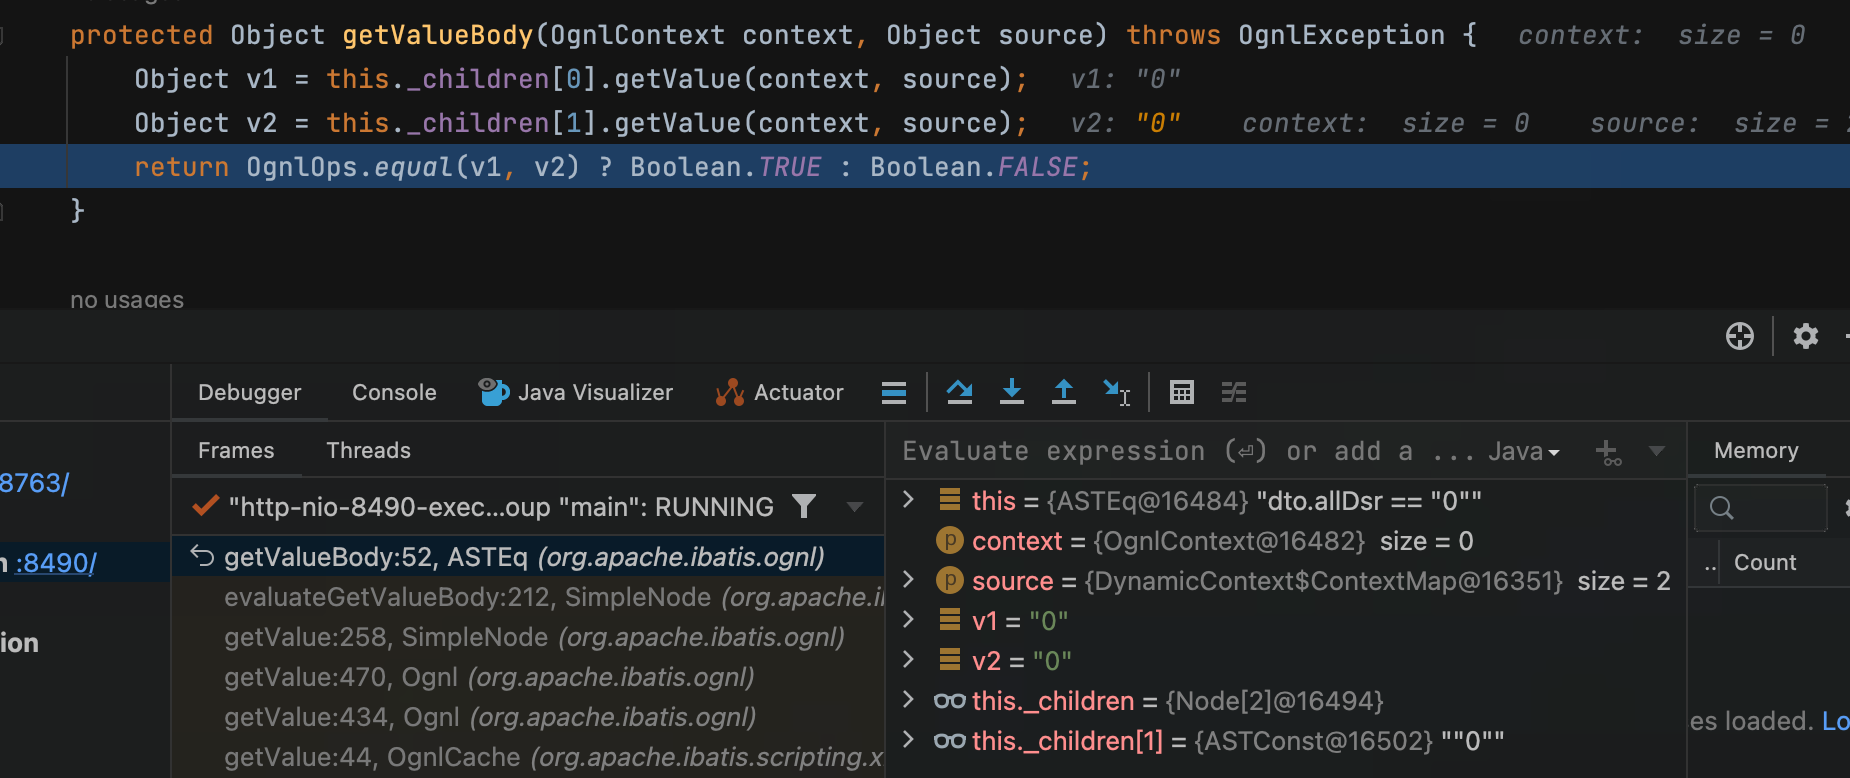 protected Object getValueBody(OgnlContext context, Object source) throws OgnlException { context: size = 0
Object v1 = this._children[0].getValue(context, source); v1: "0"
Object v2 = this._children[1].getValue(context, source); v2: "0" context: size = 0 source: size =
return OgnlOps.equal(v1, v2) ? Boolean.TRUE : Boolean.FALSE;
}
no usages
Debugger Console Java Visualizer Actuator
Frames Threads
Evaluate expression (⏎) or add a ... Java
Memory
8763/
"http-nio-8490-exec...oup "main": RUNNING
this = {ASTEq@16484} "dto.allDsr == "0""
getValueBody:52, ASTEq (org.apache.ibatis.ognl)
context = {OgnlContext@16482} size = 0
n :8490/
.. Count
evaluateGetValueBody:212, SimpleNode (org.apache.i
source = {DynamicContext$ContextMap@16351} size = 2
getValue:258, SimpleNode (org.apache.ibatis.ognl)
v1 = "0"
ion
getValue:470, Ognl (org.apache.ibatis.ognl)
v2 = "0"
getValue:434, Ognl (org.apache.ibatis.ognl)
this._children = {Node[2]@16494}
es loaded. Lo
getValue:44, OgnlCache (org.apache.ibatis.scripting.x
this._children[1] = {ASTConst@16502} ""0""